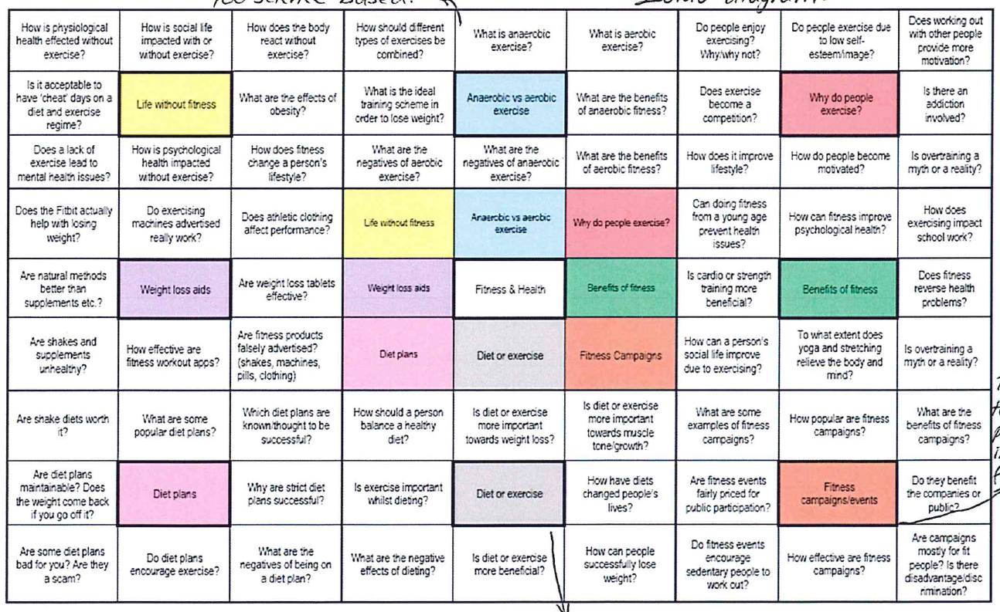 Too science based.
Lotus diagram.
How is physiological
health effected without
exercise?
How is social life
impacted with or
without exercise?
How does the body
react without
exercise?
How should different
types of exercises be
combined?
What is anaerobic
exercise?
What is aerobic
exercise?
Do people enjoy
exercising?
Why/why not?
Do people exercise due
to low self-
esteem/image?
Does working out
with other people
provide more
motivation?
Is it acceptable to
have 'cheat' days on a
diet and exercise
regime?
Life without fitness
What are the effects of
obesity?
What is the ideal
training scheme in
order to lose weight?
Anaerobic vs aerobic
exercise
What are the benefits
of anaerobic fitness?
Does exercise
become a
competition?
Why do people
exercise?
Is there an
addiction
involved?
Does a lack of
exercise lead to
mental health issues?
How is psychological
health impacted
without exercise?
How does fitness
change a person's
lifestyle?
What are the
negatives of aerobic
exercise?
What are the
negatives of anaerobic
exercise?
What are the benefits
of aerobic fitness?
How does it improve
lifestyle?
How do people become
motivated?
Is overtraining a
myth or a reality?
Does the Fitbit actually
help with losing
weight?
Do exercising
machines advertised
really work?
Does athletic clothing
affect performance?
Life without fitness
Anaerobic vs aerobic
exercise
Why do people exercise?
Can doing fitness
from a young age
prevent health
issues?
How can fitness improve
psychological health?
How does
exercising impact
school work?
Are natural methods
better than
supplements etc.?
Weight loss aids
Are weight loss tablets
effective?
Weight loss aids
Fitness & Health
Benefits of fitness
Is cardio or strength
training more
beneficial?
Benefits of fitness
Does fitness
reverse health
problems?
Are shakes and
supplements
unhealthy?
How effective are
fitness workout apps?
Are fitness products
falsely advertised?
(shakes, machines,
pills, clothing)
Diet plans
Diet or exercise
Fitness Campaigns
How can a person's
social life improve
due to exercising?
To what extent does
yoga and stretching
relieve the body and
mind?
Is overtraining a
myth or a reality?
Are shake diets worth
it?
What are some
popular diet plans?
Which diet plans are
known/thought to be
successful?
How should a person
balance a healthy
diet?
Is diet or exercise
more important
towards weight loss?
Is diet or exercise
more important
towards muscle
tone/growth?
What are some
examples of fitness
campaigns?
How popular are fitness
campaigns?
What are the
benefits of fitness
campaigns?
Are diet plans
maintainable? Does
the weight come back
if you go off it?
Diet plans
Why are strict diet
plans successful?
Is exercise important
whilst dieting?
Diet or exercise
How have diets
changed people's
lives?
Are fitness events
fairly priced for
public participation?
Fitness
campaigns/events
Do they benefit
the companies or
public?
Are some diet plans
bad for you? Are they
a scam?
Do diet plans
encourage exercise?
What are the
negatives of being on
a diet plan?
What are the negative
effects of dieting?
Is diet or exercise
more beneficial?
How can people
successfully lose
weight?
Do fitness events
encourage
sedentary people to
work out?
How effective are fitness
campaigns?
Are campaigns
mostly for fit
people? Is there
disadvantage/disc
rimination?